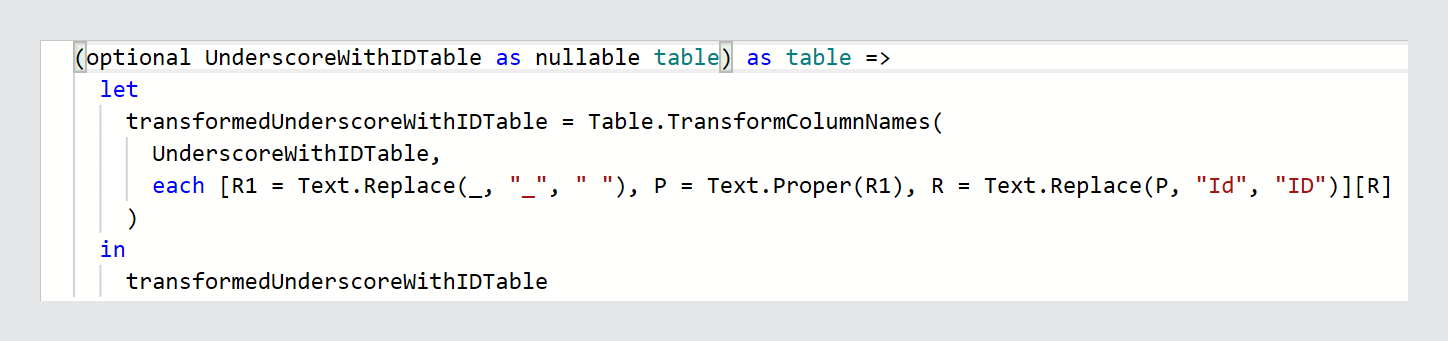 (optional UnderscoreWithIDTable as nullable table) as table =>
let
transformedUnderscoreWithIDTable = Table.TransformColumnNames(
UnderscoreWithIDTable,
each [R1 = Text.Replace(_, "_", " "), P = Text.Proper(R1), R = Text.Replace(P, "Id", "ID")][R]
)
in
transformedUnderscoreWithIDTable